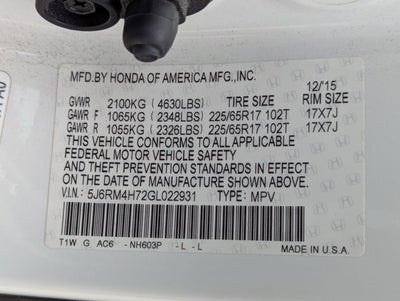 MFD.BY HONDA OF AMERICA MFG.,INC. 12/'15
GVWR 2100KG (4630LBS) TIRE SIZE RIM SIZE
GAWR F 1065KG (2348LBS) 225/65R17 102T 17X7J
GAWR R 1055KG (2326LBS) 225/65R17 102T 17X7J
THIS VEHICLE CONFORMS TO ALL APPLICABLE
FEDERAL MOTOR VEHICLE SAFETY
AND THEFT PREVENTION STANDARDS IN EFFECT
ON THE DATE OF MANUFACTURE SHOWN ABOVE.
V.I.N.: 5J6RM4H72GL022931 TYPE: MPV
T1W G AC6 -NH603P - L - L
MADE IN U.S.A.